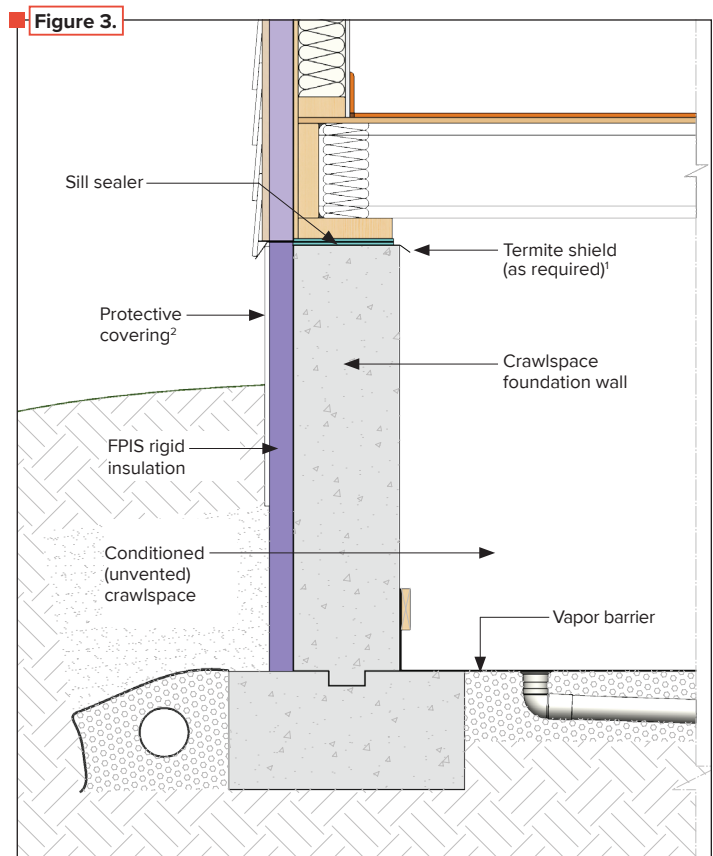 Figure 3.
Sill sealer
Termite shield
(as required)¹
Protective
covering²
Crawlspace
foundation wall
FPIS rigid
insulation
Conditioned
(unvented)
crawlspace
Vapor barrier